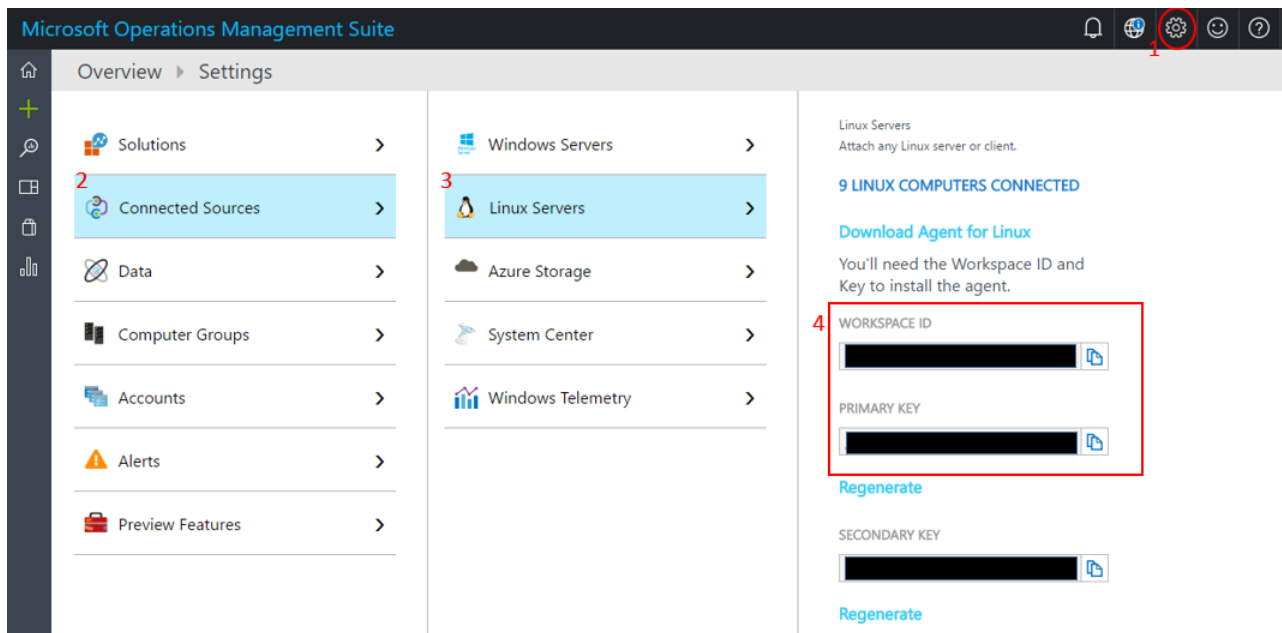 Microsoft Operations Management Suite
1
Overview Settings
Solutions
2
Connected Sources
Data
Computer Groups
Accounts
Alerts
Preview Features
Windows Servers
3
Linux Servers
Azure Storage
System Center
Windows Telemetry
Linux Servers
Attach any Linux server or client.
9 LINUX COMPUTERS CONNECTED
Download Agent for Linux
You'll need the Workspace ID and
Key to install the agent.
4
WORKSPACE ID
PRIMARY KEY
Regenerate
SECONDARY KEY
Regenerate